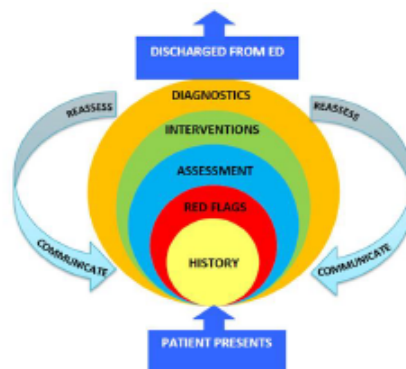 DISCHARGED FROM ED
DIAGNOSTICS
REASSESS
REASSESS
INTERVENTIONS
ASSESSMENT
RED FLAGS
COMMUNICATE
HISTORY
COMMUNICATE
PATIENT PRESENTS